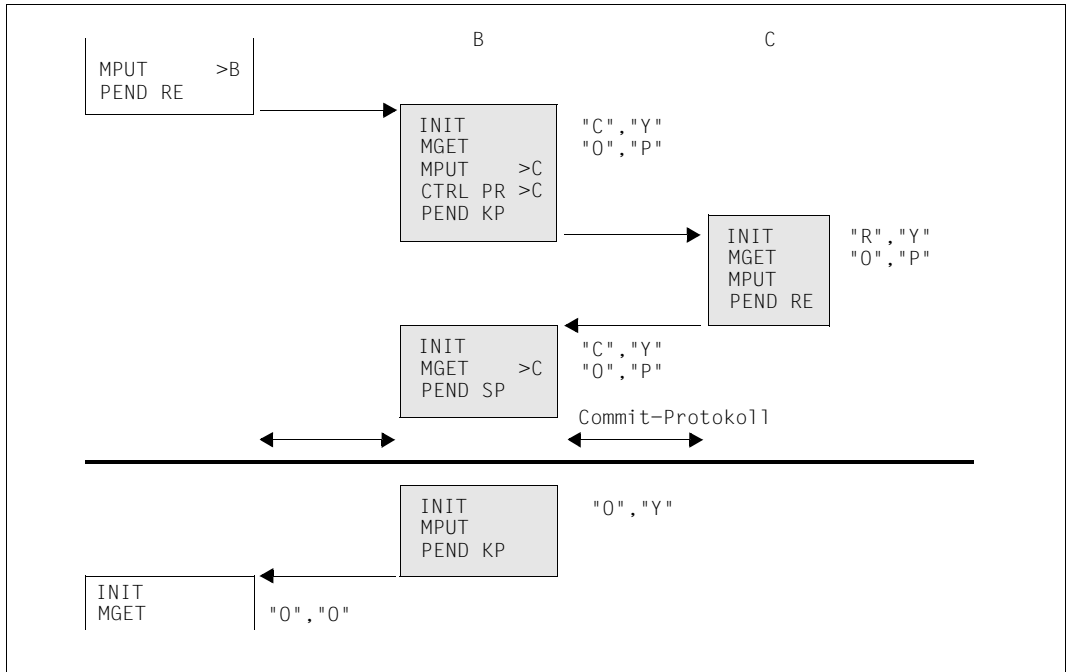 B
C
MPUT >B
PEND RE
INIT
MGET
MPUT >C
CTRL PR >C
PEND KP
"C","Y"
"O","P"
INIT
MGET
MPUT
PEND RE
"R","Y"
"O","P"
INIT
MGET >C
PEND SP
"C","Y"
"O","P"
Commit-Protokoll
INIT
MPUT
PEND KP
"O","Y"
INIT
MGET
"O","O"